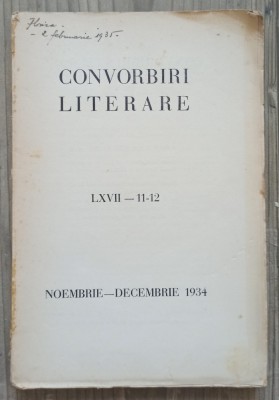 - 2 februarie 1935.
CONVORBIRI
LITERARE
LXVII — 11-12
NOEMBRIE—DECEMBRIE 1934